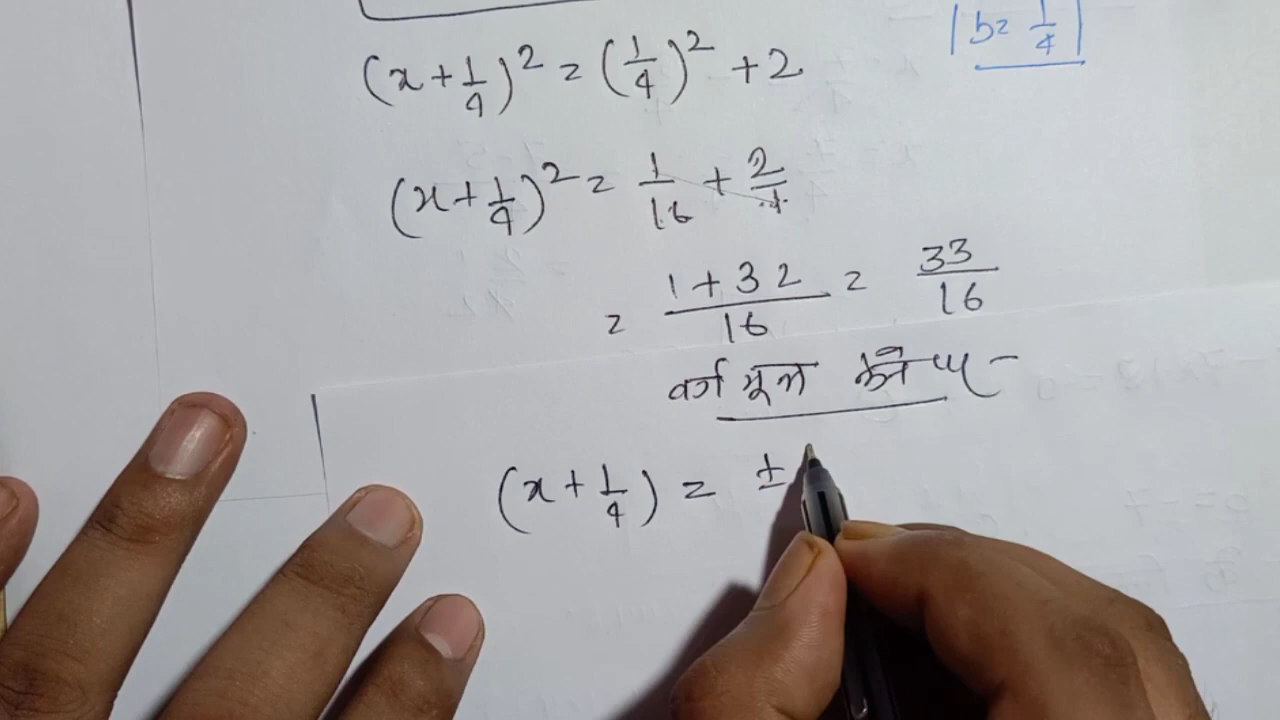 |b= 1/4|
(x+1/4)² = (1/4)² +2
(x+1/4)² = 1/16 + 2/1
= 1+32/16 = 33/16
वर्ग मूल लेने पर -
(x+1/4) = ±